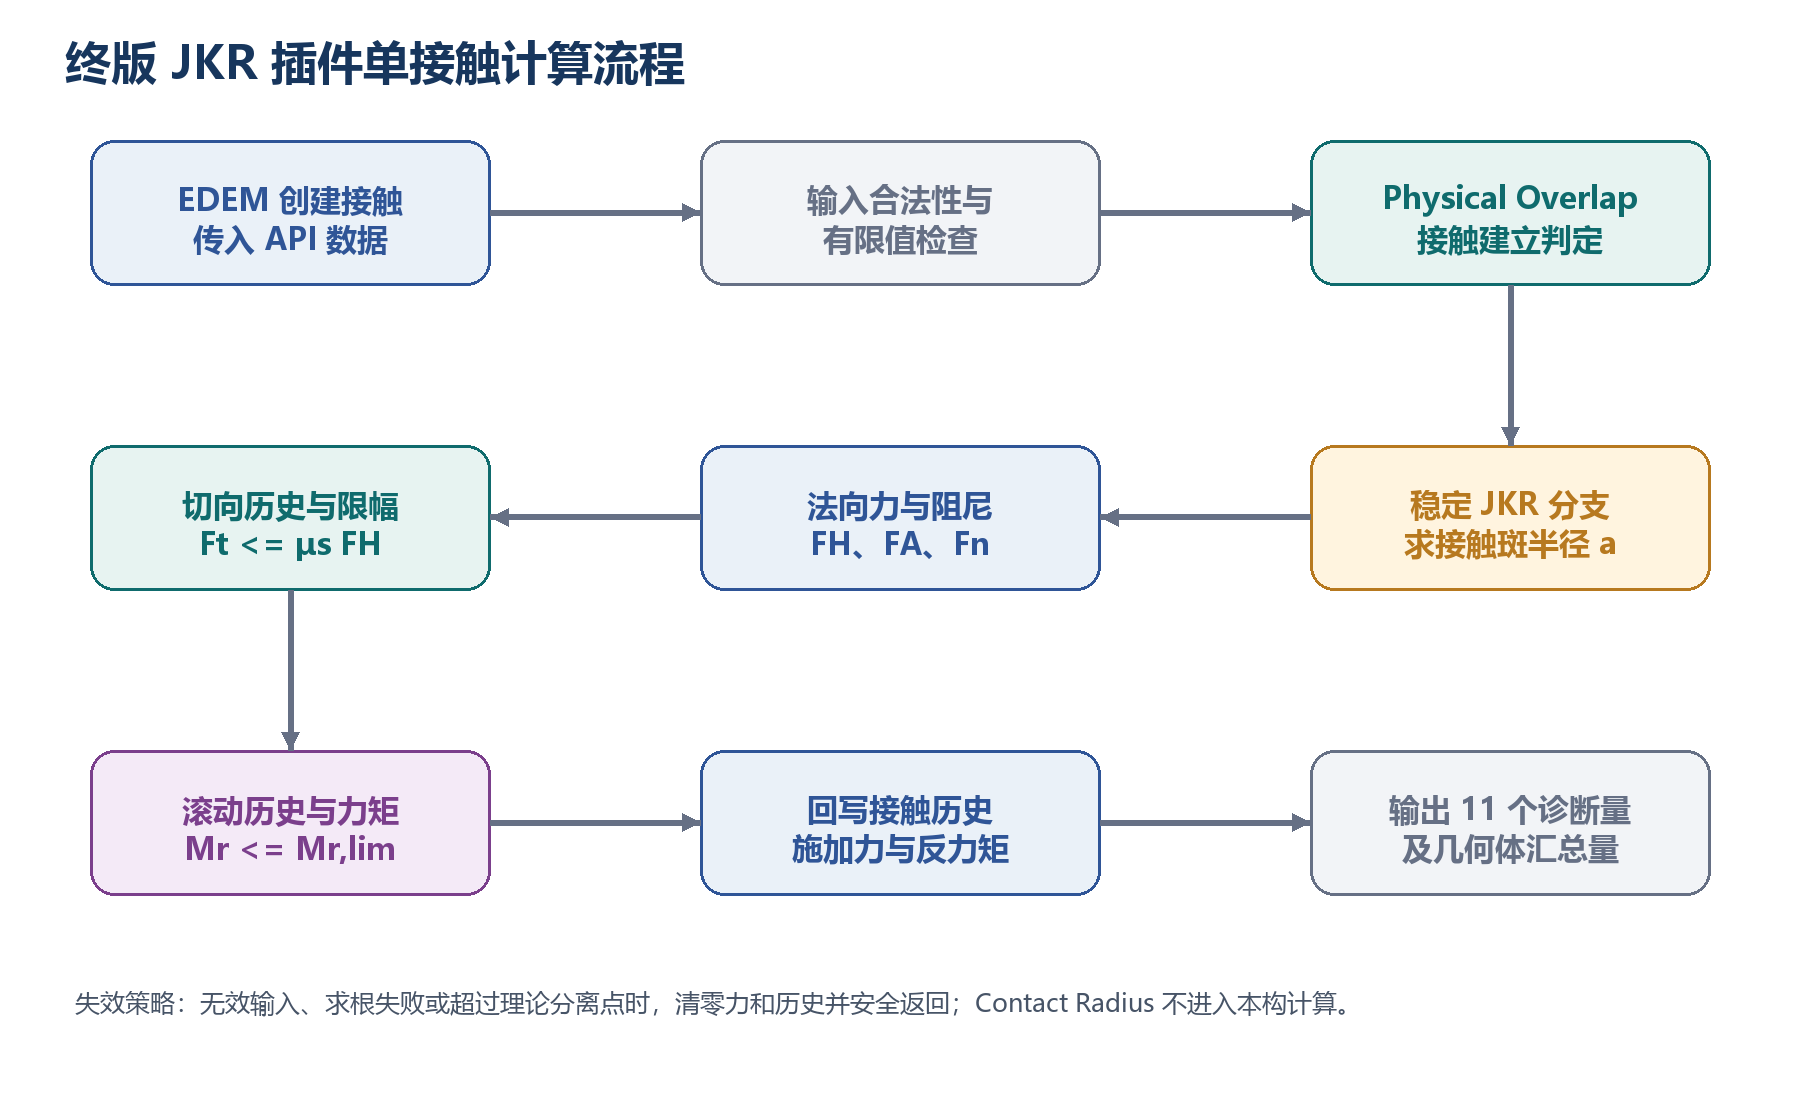 终版 JKR 插件单接触计算流程
EDEM 创建接触
传入 API 数据
输入合法性与
有限值检查
Physical Overlap
接触建立判定
稳定 JKR 分支
求接触斑半径 a
法向力与阻尼
FH、FA、Fn
切向历史与限幅
Ft <= μs FH
滚动历史与力矩
Mr <= Mr,lim
回写接触历史
施加力与反力矩
输出 11 个诊断量
及几何体汇总量
失效策略：无效输入、求根失败或超过理论分离点时，清零力和历史并安全返回；Contact Radius 不进入本构计算。